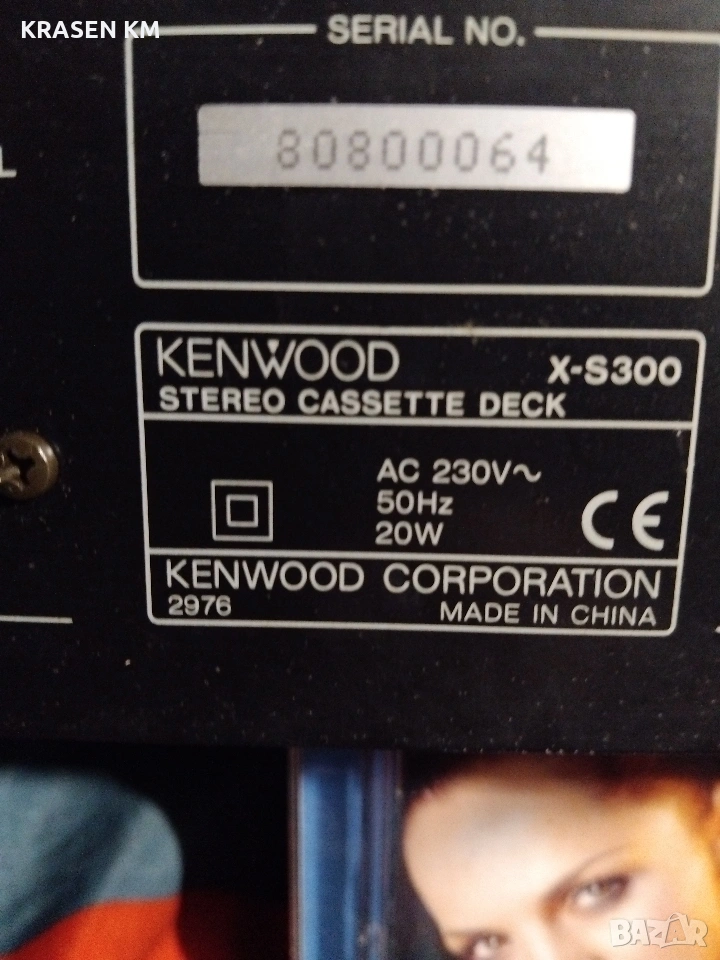 KRASEN KM
SERIAL NO.
80800064
L
KENWOOD X-S300
STEREO CASSETTE DECK
AC 230V~
50Hz
20W
CE
KENWOOD CORPORATION
2976 MADE IN CHINA
BAZAR